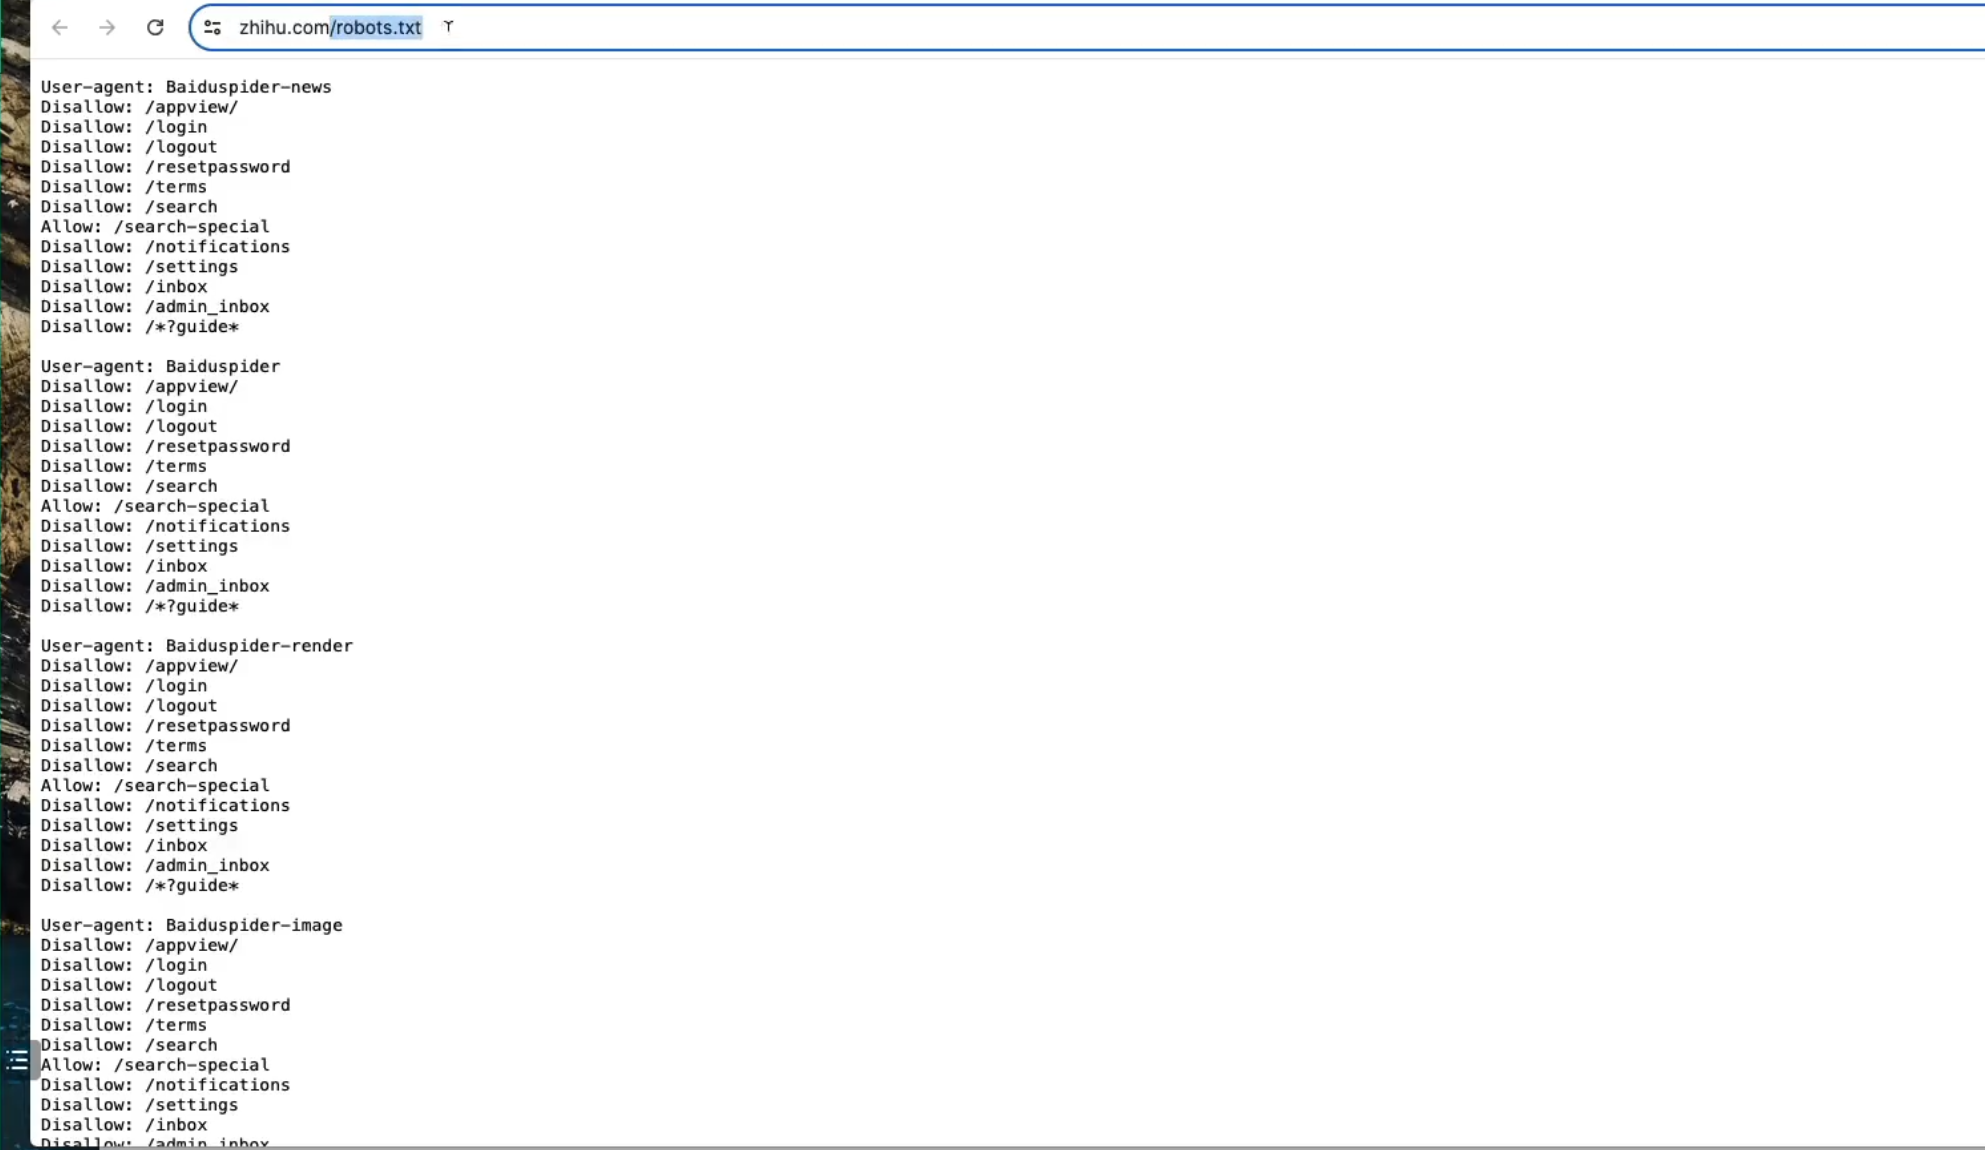 zhihu.com/robots.txt
User-agent: Baiduspider-news
Disallow: /appview/
Disallow: /login
Disallow: /logout
Disallow: /resetpassword
Disallow: /terms
Disallow: /search
Allow: /search-special
Disallow: /notifications
Disallow: /settings
Disallow: /inbox
Disallow: /admin_inbox
Disallow: /*?guide*
User-agent: Baiduspider
Disallow: /appview/
Disallow: /login
Disallow: /logout
Disallow: /resetpassword
Disallow: /terms
Disallow: /search
Allow: /search-special
Disallow: /notifications
Disallow: /settings
Disallow: /inbox
Disallow: /admin_inbox
Disallow: /*?guide*
User-agent: Baiduspider-render
Disallow: /appview/
Disallow: /login
Disallow: /logout
Disallow: /resetpassword
Disallow: /terms
Disallow: /search
Allow: /search-special
Disallow: /notifications
Disallow: /settings
Disallow: /inbox
Disallow: /admin_inbox
Disallow: /*?guide*
User-agent: Baiduspider-image
Disallow: /appview/
Disallow: /login
Disallow: /logout
Disallow: /resetpassword
Disallow: /terms
Disallow: /search
Allow: /search-special
Disallow: /notifications
Disallow: /settings
Disallow: /inbox
Disallow: /admin_inbox